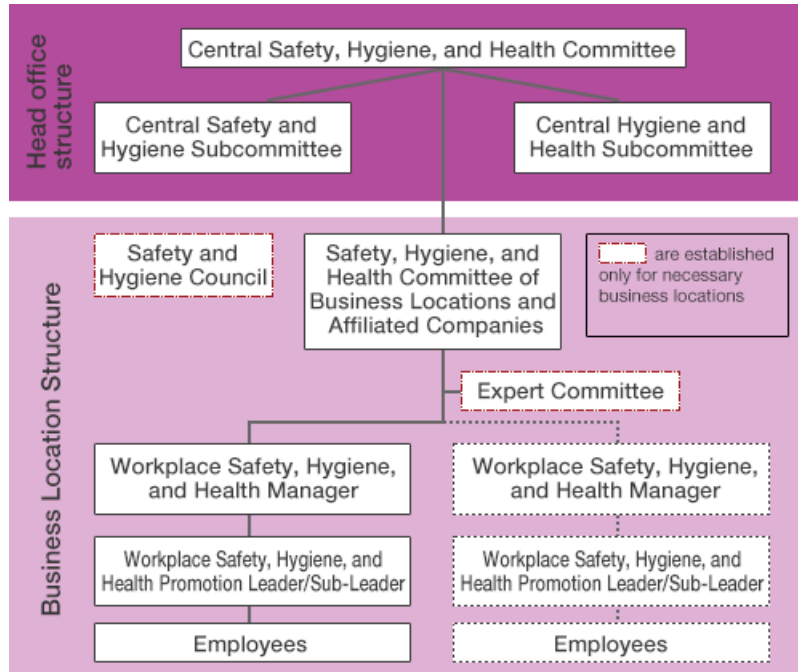 Head office
structure
Central Safety, Hygiene, and Health Committee
Central Safety and
Hygiene Subcommittee
Central Hygiene and
Health Subcommittee
Business Location Structure
Safety and
Hygiene Council
Safety, Hygiene, and
Health Committee of
Business Locations and
Affiliated Companies
are established
only for necessary
business locations
Expert Committee
Workplace Safety, Hygiene,
and Health Manager
Workplace Safety, Hygiene,
and Health Manager
Workplace Safety, Hygiene, and
Health Promotion Leader/Sub-Leader
Workplace Safety, Hygiene, and
Health Promotion Leader/Sub-Leader
Employees
Employees